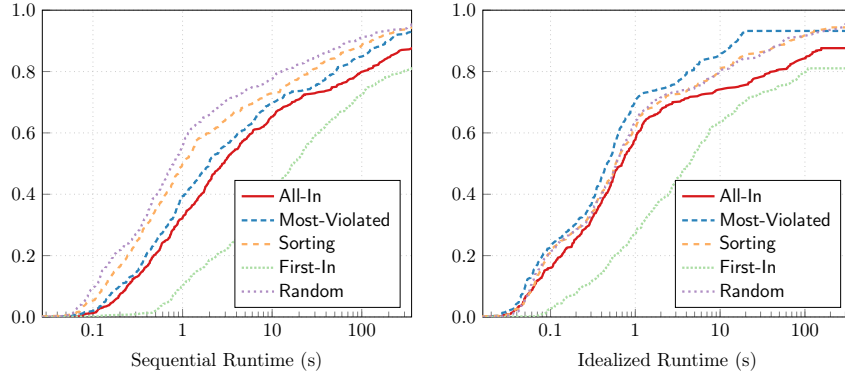 1.0
0.8
0.6
0.4
0.2
0.0
0.1 1 10 100
Sequential Runtime (s)
All-In
Most-Violated
Sorting
First-In
Random
1.0
0.8
0.6
0.4
0.2
0.0
0.1 1 10 100
Idealized Runtime (s)
All-In
Most-Violated
Sorting
First-In
Random